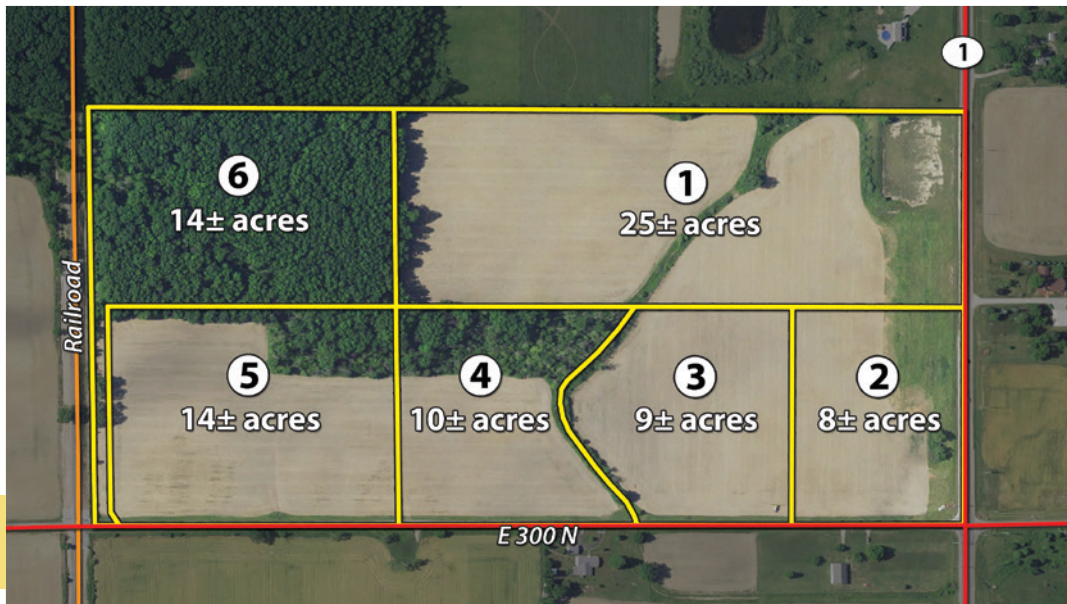 1
6
14± acres
1
25± acres
Railroad
5
14± acres
4
10± acres
3
9± acres
2
8± acres
E 300 N